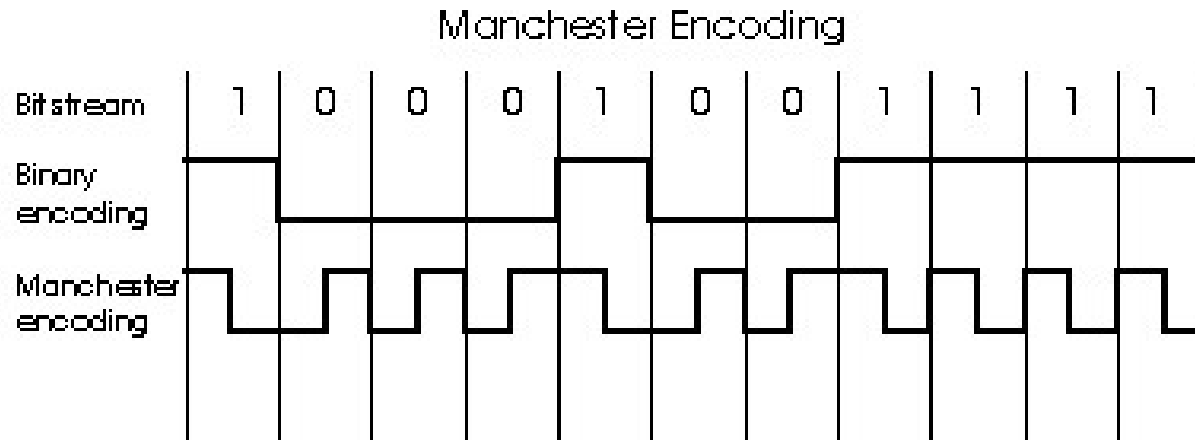 Manchester Encoding
Bitstream 1 0 0 0 1 0 0 1 1 1 1
Binary
encoding
Manchester
encoding